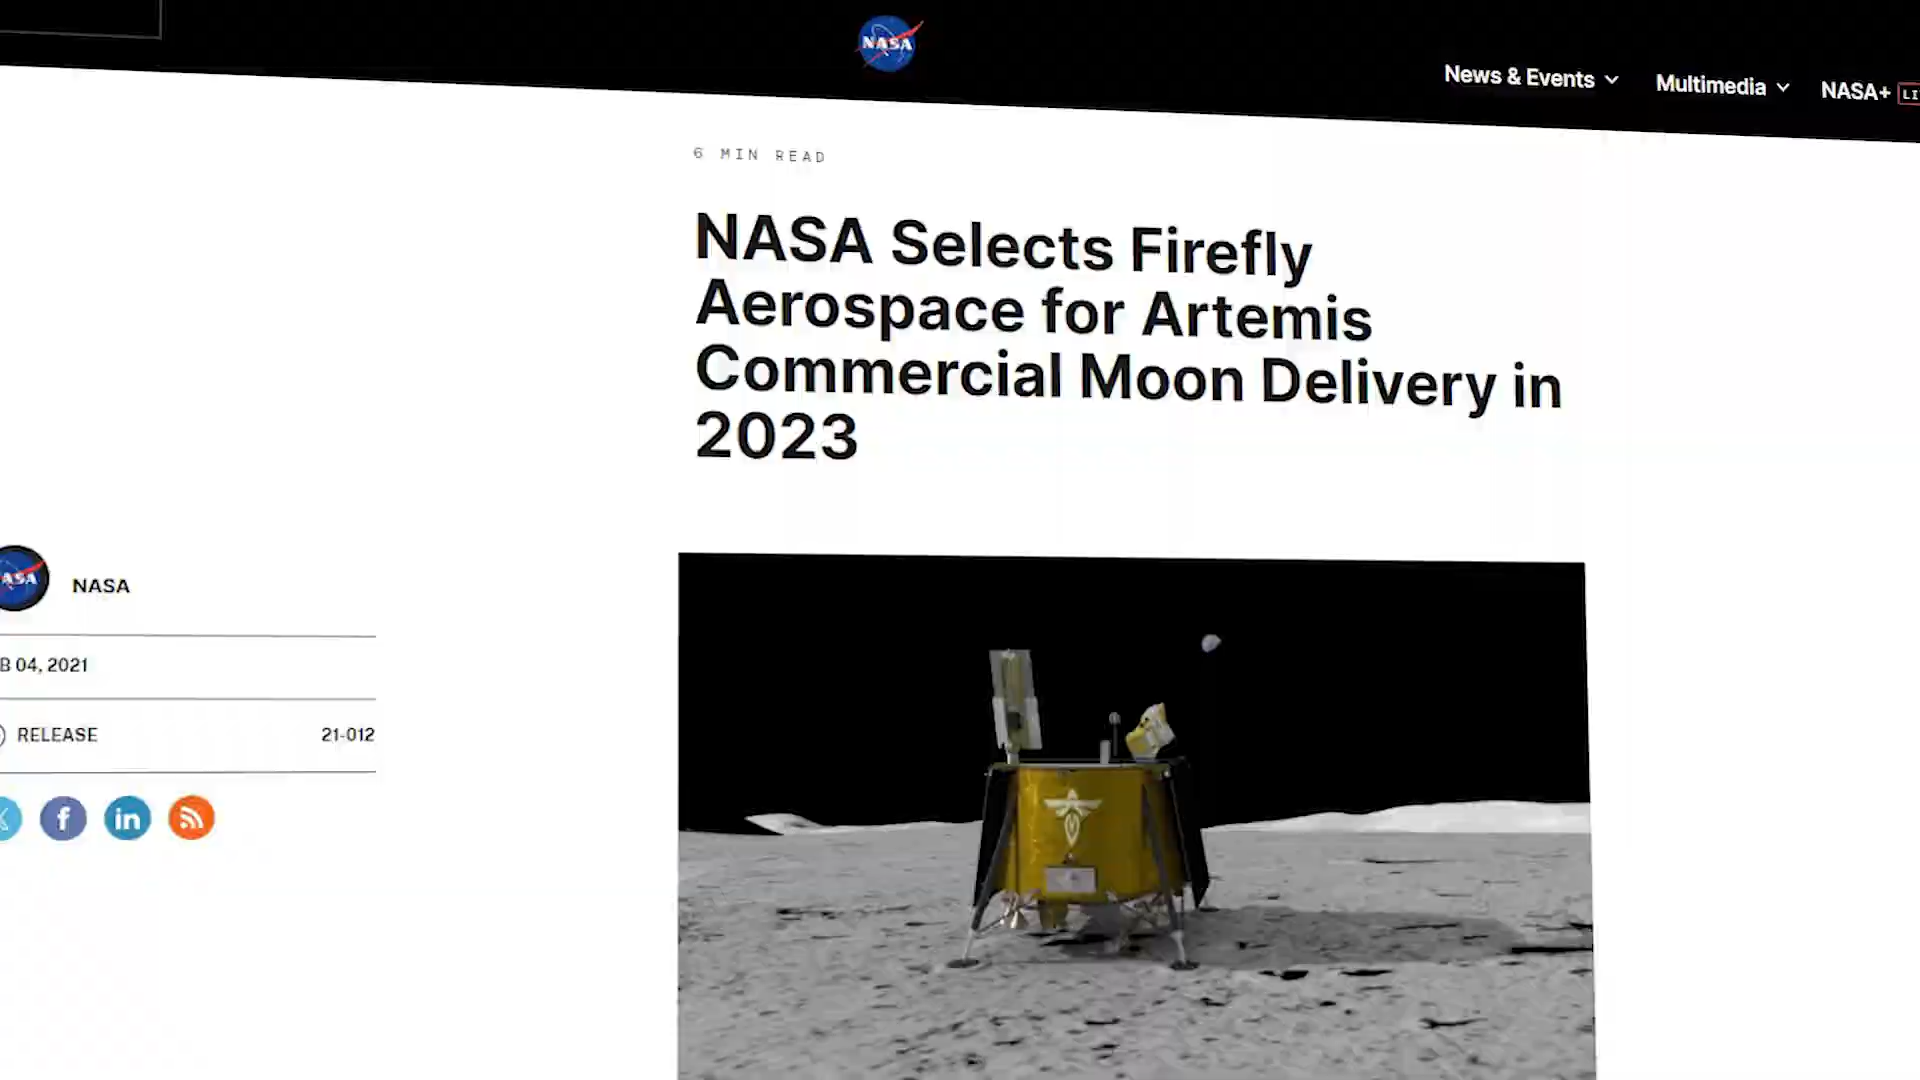 NASA
News & Events
Multimedia
NASA+
6 MIN READ
NASA Selects Firefly
Aerospace for Artemis
Commercial Moon Delivery in
2023
NASA
B 04, 2021
RELEASE
21-012